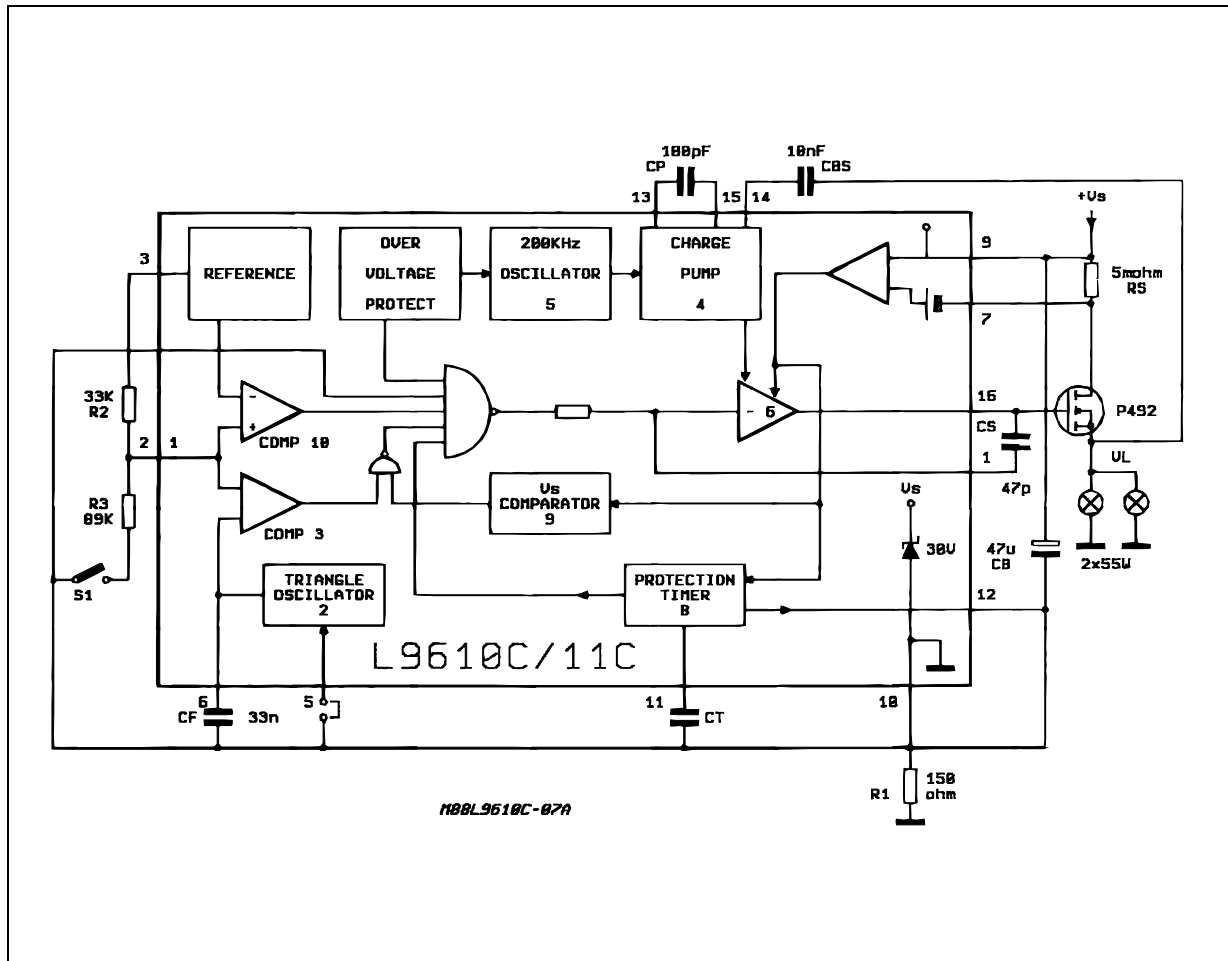 100pF
CP
10nF
CBS
13
15
14
+Vs
3
REFERENCE
OVER
VOLTAGE
PROTECT
200KHz
OSCILLATOR
5
CHARGE
PUMP
4
9
5mohm
RS
7
33K
R2
-
+
COMP 10
- 6
16
P492
CS
1
47p
VL
2
1
R3
89K
COMP 3
Vs
COMPARATOR
9
Vs
30V
47u
CB
2x55W
S1
TRIANGLE
OSCILLATOR
2
PROTECTION
TIMER
8
12
L9610C/11C
6
CF
33n
5
11
CT
10
R1
150
ohm
M88L9610C-07A